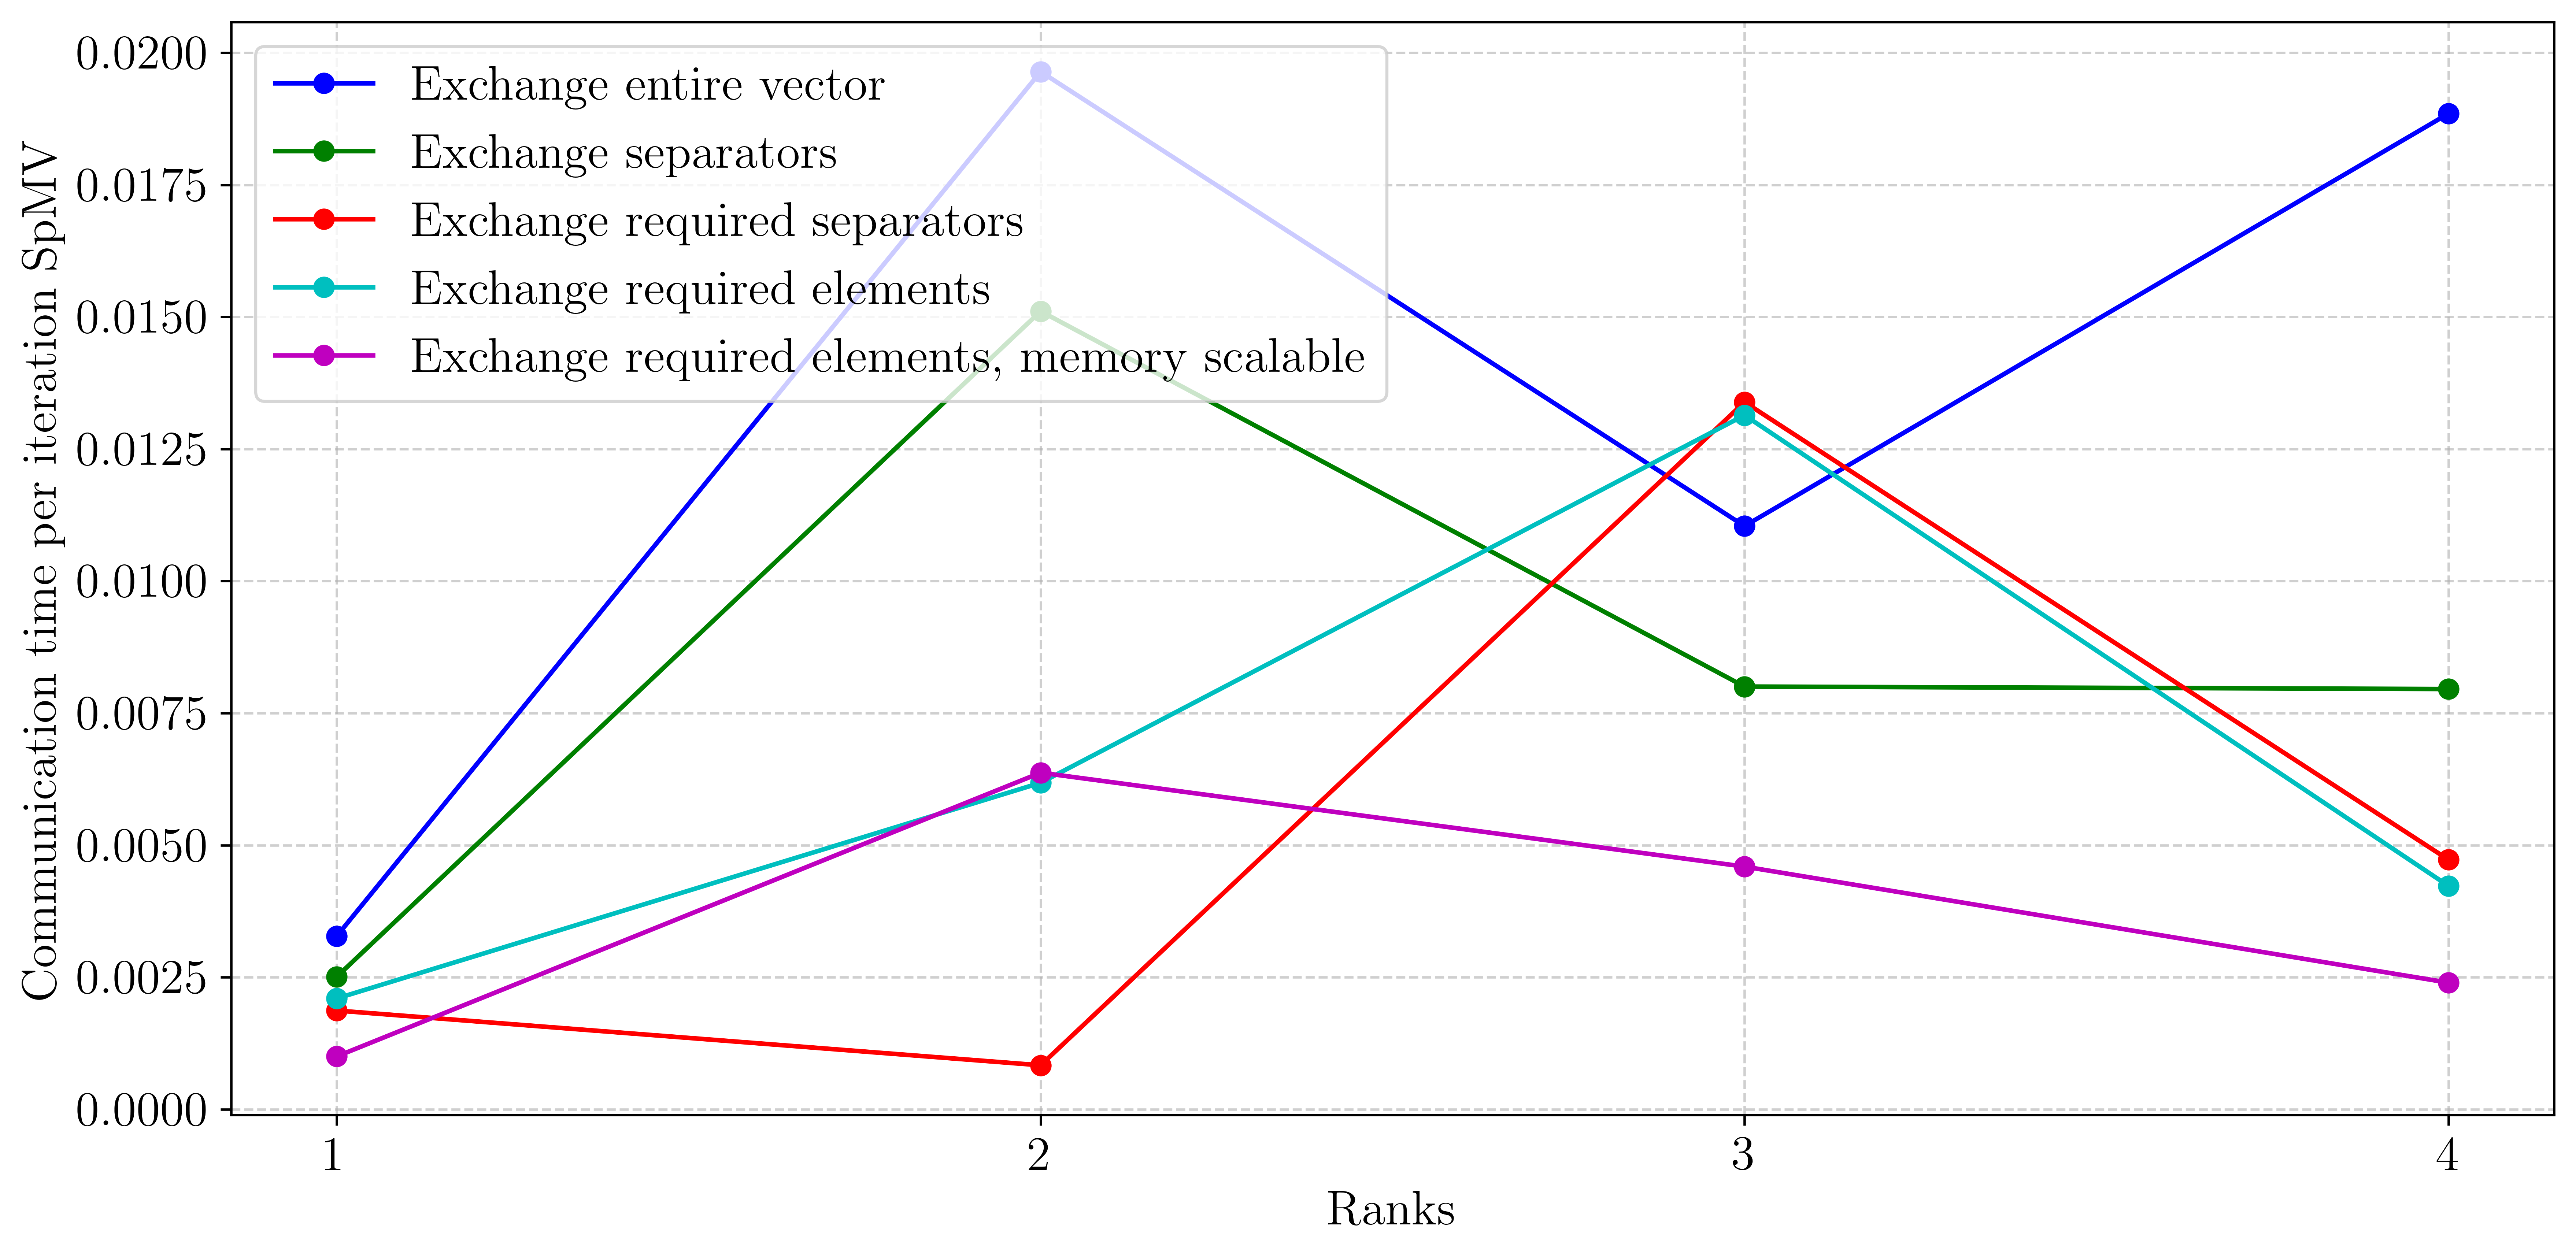 Communication time per iteration SpMV
0.0200
0.0175
0.0150
0.0125
0.0100
0.0075
0.0050
0.0025
0.0000
Exchange entire vector
Exchange separators
Exchange required separators
Exchange required elements
Exchange required elements, memory scalable
1 2 3 4
Ranks